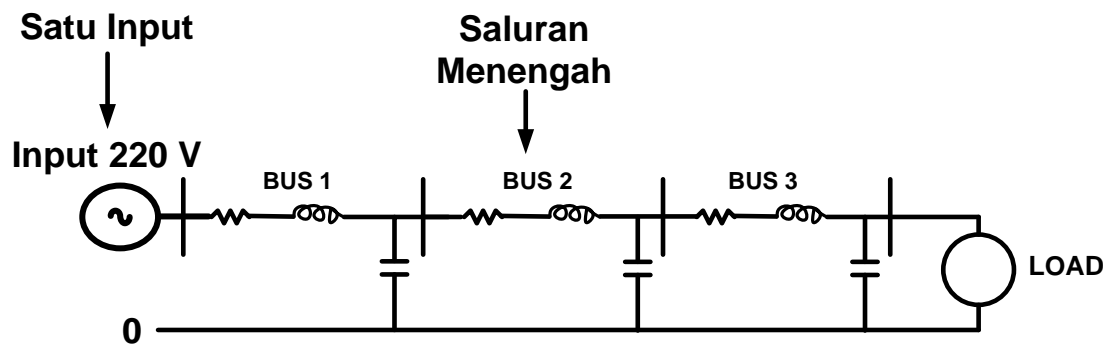 Satu Input
Saluran
Menengah
Input 220 V
BUS 1
BUS 2
BUS 3
LOAD
0